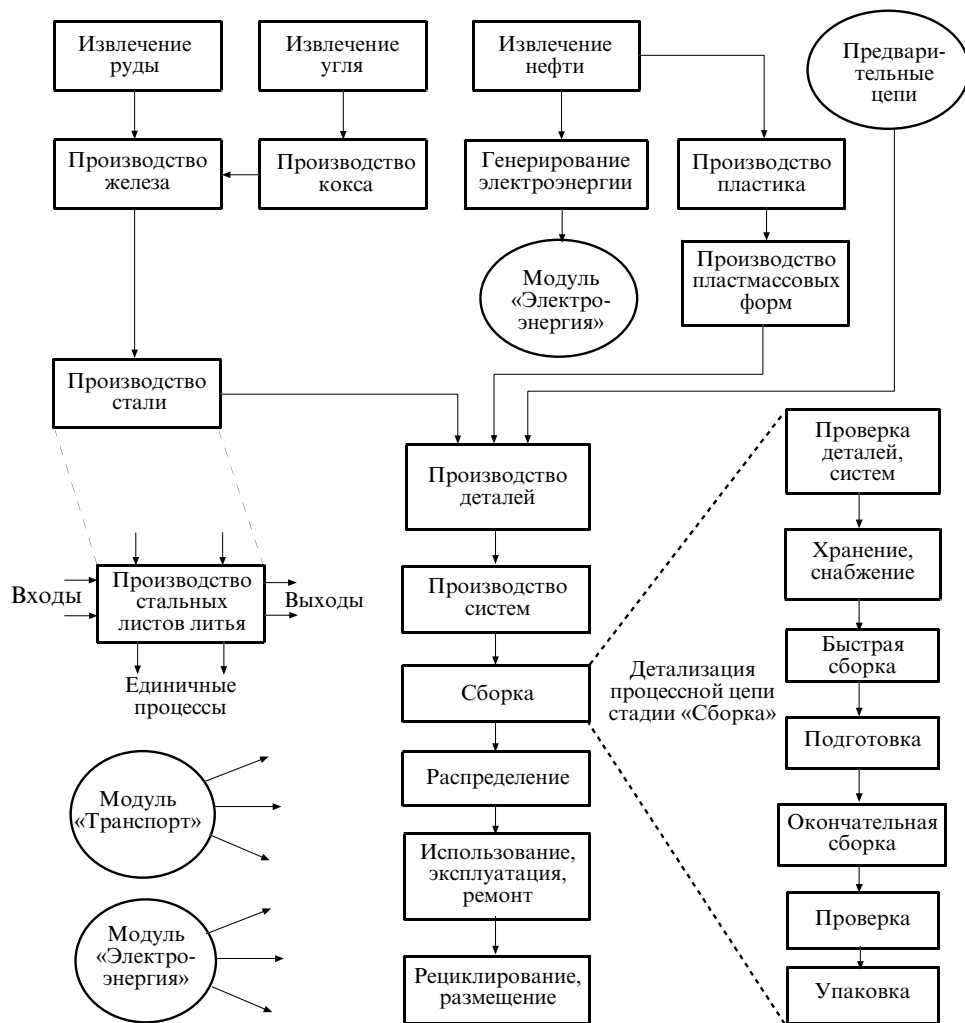 Извлечение
руды
Извлечение
угля
Извлечение
нефти
Предвари-
тельные
цепи
Производство
железа
Производство
кокса
Генерирование
электроэнергии
Производство
пластика
Модуль
«Электро-
энергия»
Производство
пластмассовых
форм
Производство
стали
Производство
деталей
Проверка
деталей,
систем
Входы
Производство
стальных
листов литья
Выходы
Единичные
процессы
Производство
систем
Хранение,
снабжение
Сборка
Детализация
процессной цепи
стадии «Сборка»
Быстрая
сборка
Подготовка
Модуль
«Транспорт»
Распределение
Окончательная
сборка
Использование,
эксплуатация,
ремонт
Проверка
Модуль
«Электро-
энергия»
Рециклирование,
размещение
Упаковка